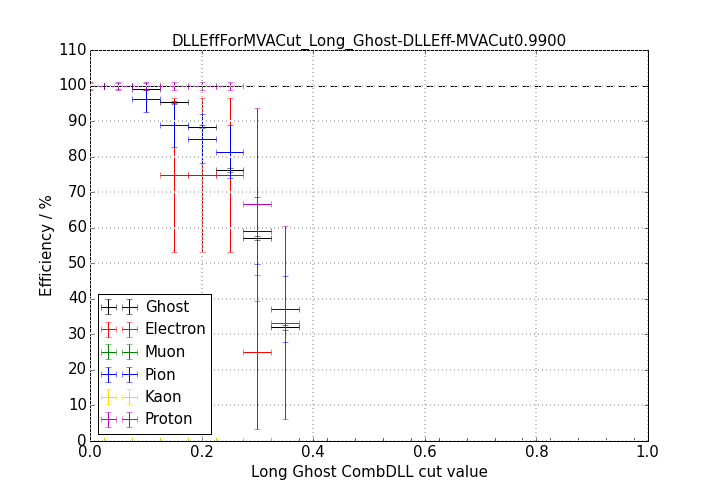 DLLEffForMVACut_Long_Ghost-DLLEff-MVACut0.9900
110
100
90
80
70
60
50
40
30
20
10
0
Efficiency / %
Ghost
Electron
Muon
Pion
Kaon
Proton
0.0 0.2 0.4 0.6 0.8 1.0
Long Ghost CombDLL cut value